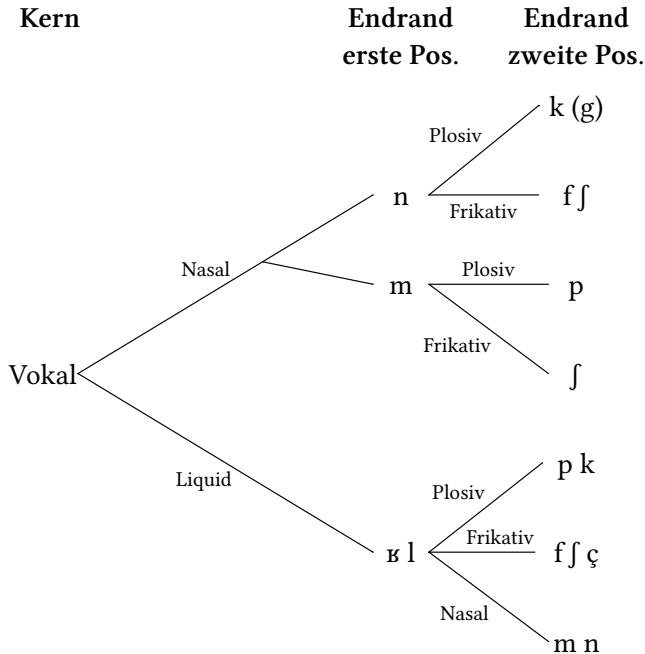 Kern Endrand Endrand
erste Pos. zweite Pos.
k (g)
Plosiv
n Frikativ f ʃ
Nasal m Plosiv p
Frikativ
Vokal ʃ
p k
Liquid Plosiv
ʁ l Frikativ f ʃ ç
Nasal
m n